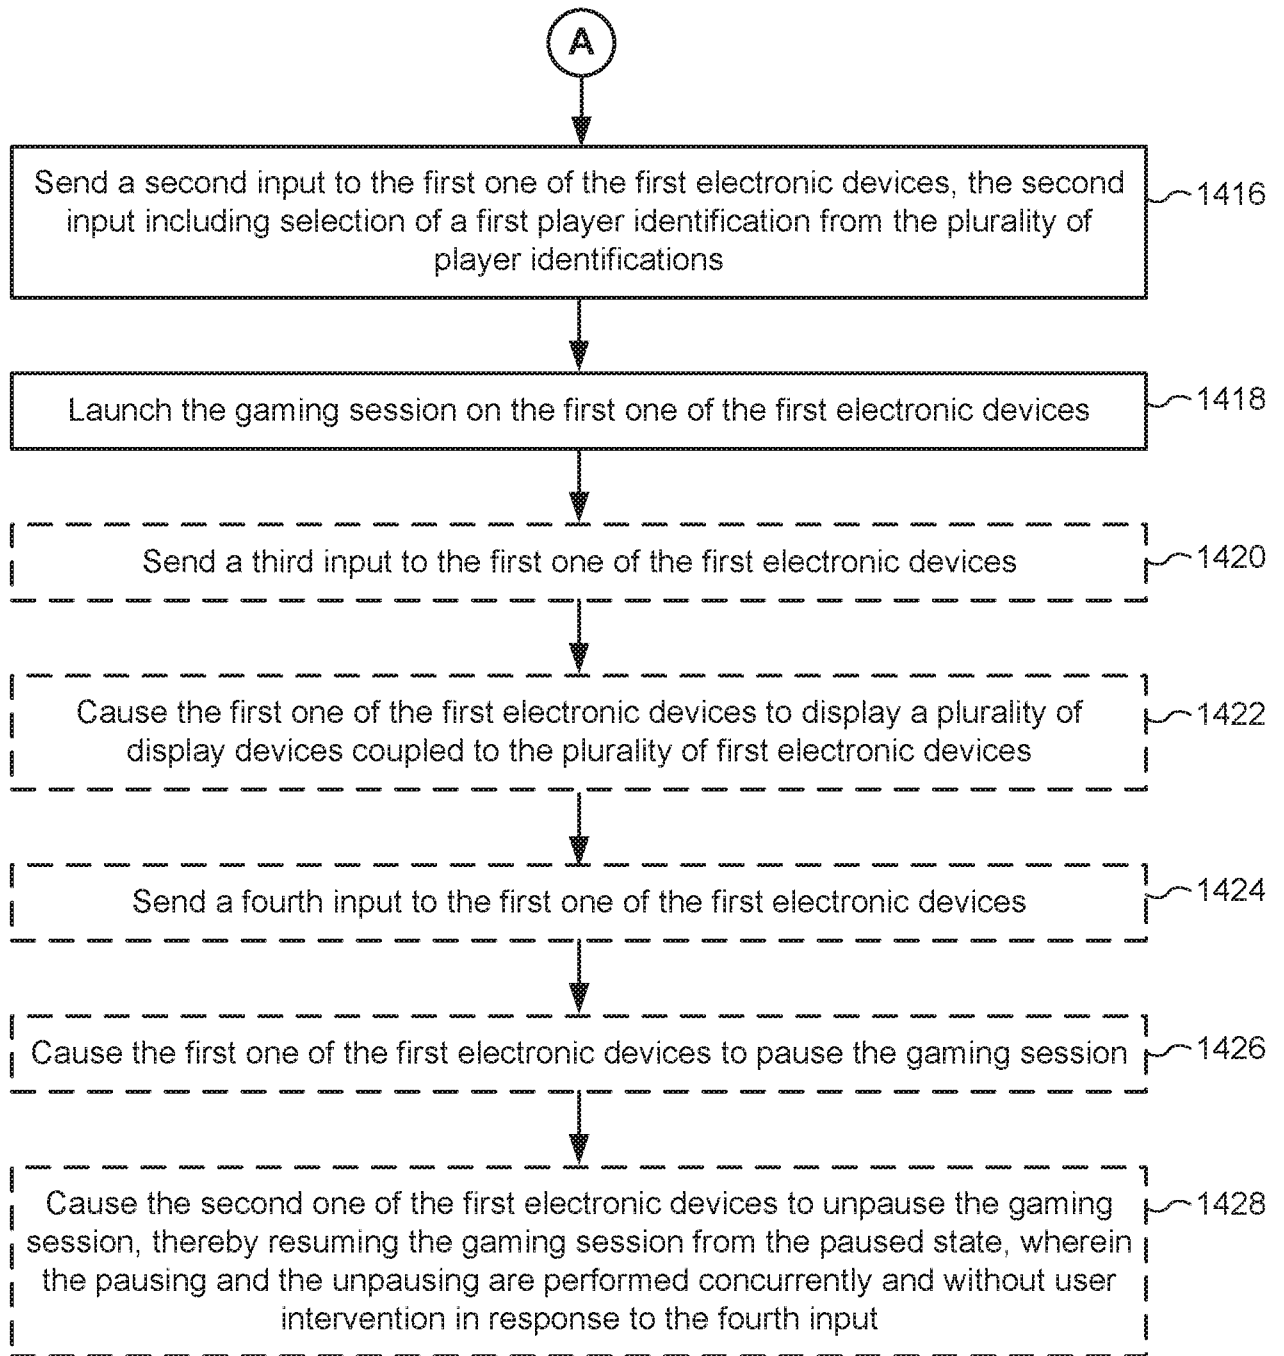 A
Send a second input to the first one of the first electronic devices, the second
input including selection of a first player identification from the plurality of
player identifications
1416
Launch the gaming session on the first one of the first electronic devices
1418
Send a third input to the first one of the first electronic devices
1420
Cause the first one of the first electronic devices to display a plurality of
display devices coupled to the plurality of first electronic devices
1422
Send a fourth input to the first one of the first electronic devices
1424
Cause the first one of the first electronic devices to pause the gaming session
1426
Cause the second one of the first electronic devices to unpause the gaming
session, thereby resuming the gaming session from the paused state, wherein
the pausing and the unpausing are performed concurrently and without user
intervention in response to the fourth input
1428